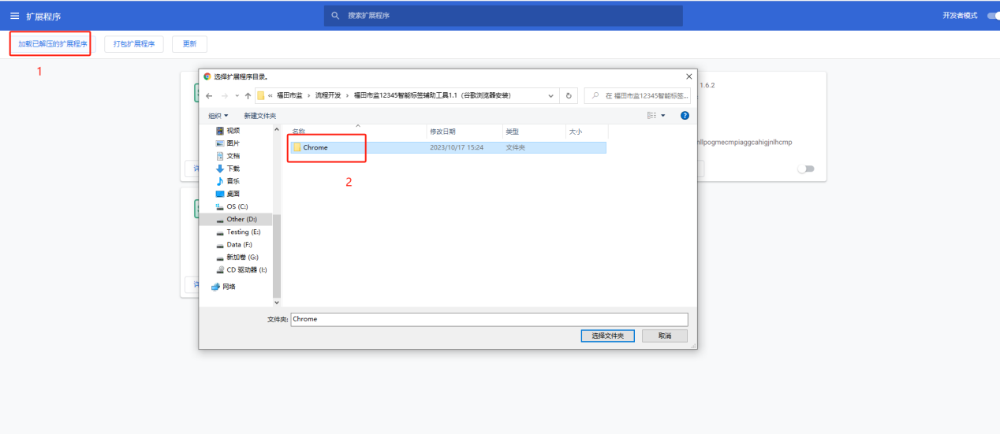 扩展程序
搜索扩展程序
开发者模式
加载已解压的扩展程序
打包扩展程序
更新
1
选择扩展程序目录。
« 福田市监 › 流程开发 › 福田市监12345智能标签辅助工具1.1（谷歌浏览器安装）
在 福田市监12345智能标签...
1.6.2
组织
新建文件夹
视频
图片
文档
下载
音乐
桌面
OS (C:)
Other (D:)
Testing (E:)
Data (F:)
新加卷 (G:)
CD 驱动器 (I:)
网络
名称 修改日期 类型 大小
Chrome 2023/10/17 15:24 文件夹
2
hllpogmecmpiaggcahigjnlhcmp
详
详
文件夹: Chrome
选择文件夹
取消